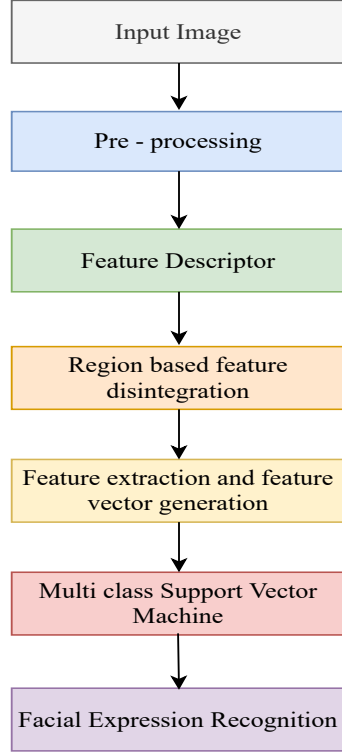 Input Image
Pre - processing
Feature Descriptor
Region based feature
disintegration
Feature extraction and feature
vector generation
Multi class Support Vector
Machine
Facial Expression Recognition